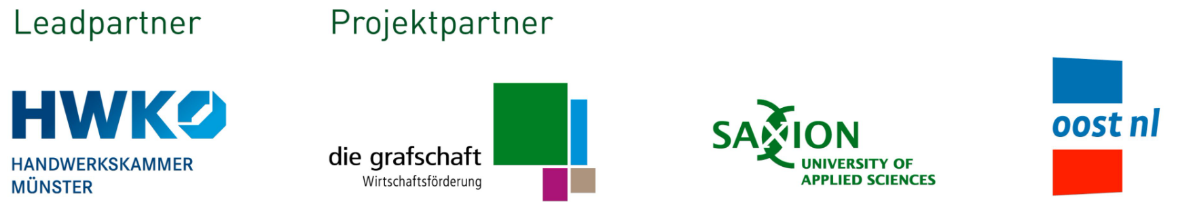 Leadpartner
Projektpartner
HWK
HANDWERKSKAMMER
MÜNSTER
die grafschaft
Wirtschaftsförderung
SAXION
UNIVERSITY OF
APPLIED SCIENCES
oost nl